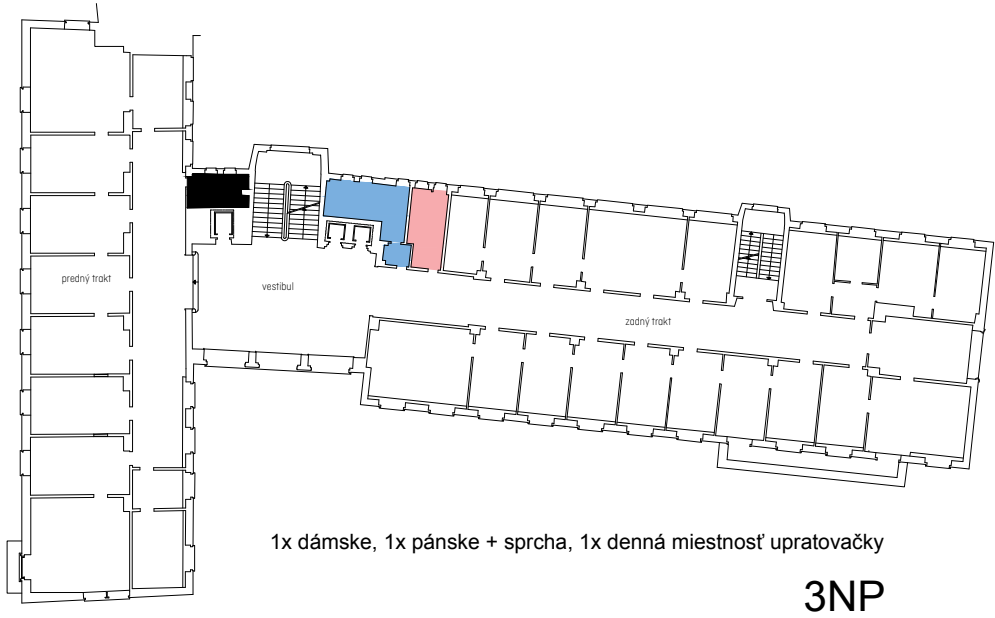 predný trakt
vestibul
zadný trakt
1x dámske, 1x pánske + sprcha, 1x denná miestnosť upratovačky
3NP